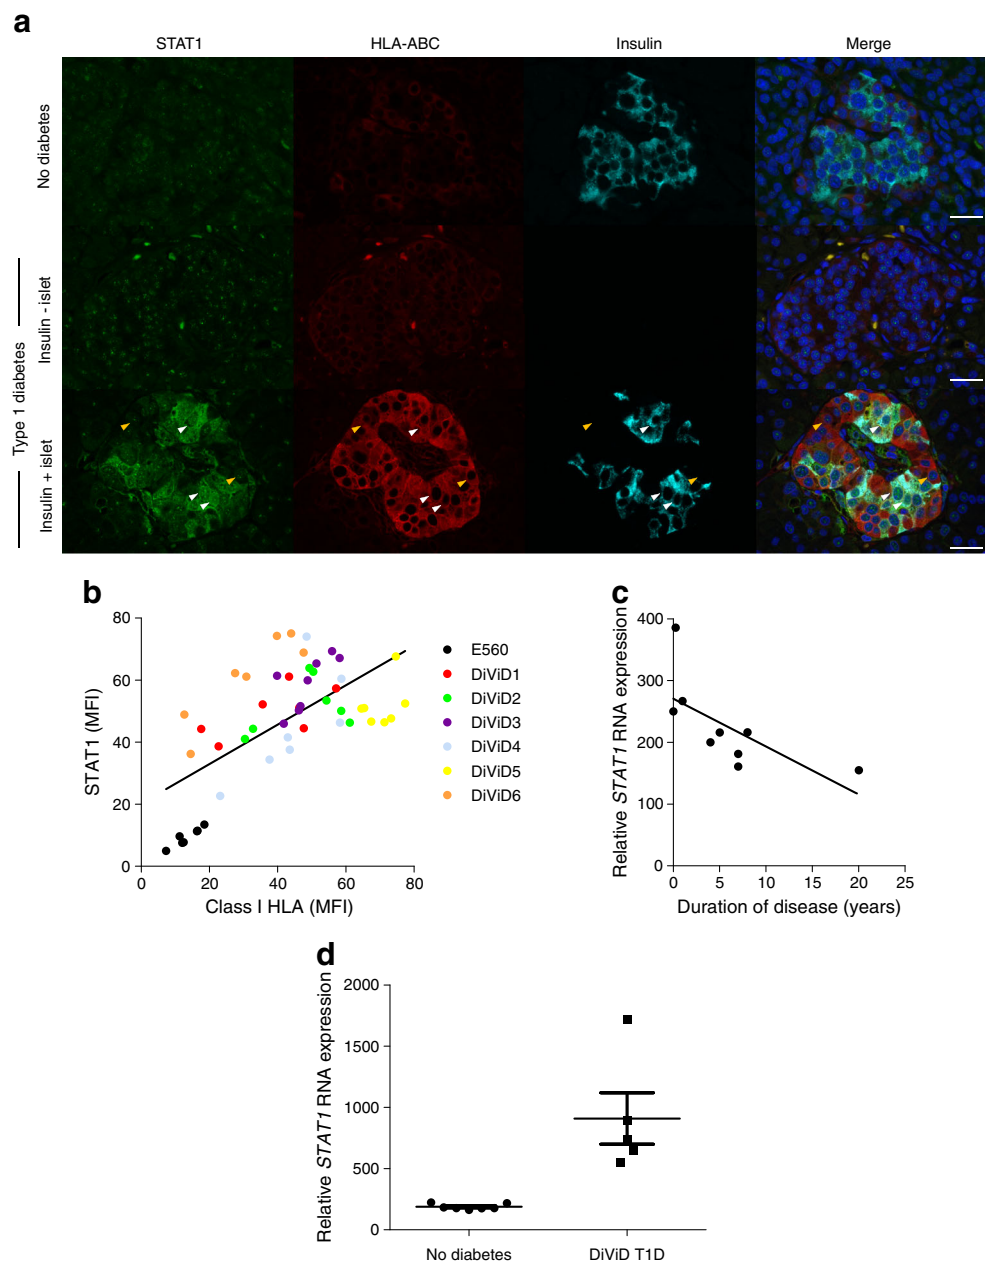 a
STAT1 HLA-ABC Insulin Merge
No diabetes
Type 1 diabetes
Insulin - islet
Insulin + islet
b
STAT1 (MFI)
80
60
40
20
0
0 20 40 60 80
Class I HLA (MFI)
E560
DiViD1
DiViD2
DiViD3
DiViD4
DiViD5
DiViD6
c
Relative STAT1 RNA expression
400
300
200
100
0
0 5 10 15 20 25
Duration of disease (years)
d
Relative STAT1 RNA expression
2000
1500
1000
500
0
No diabetes DiViD T1D